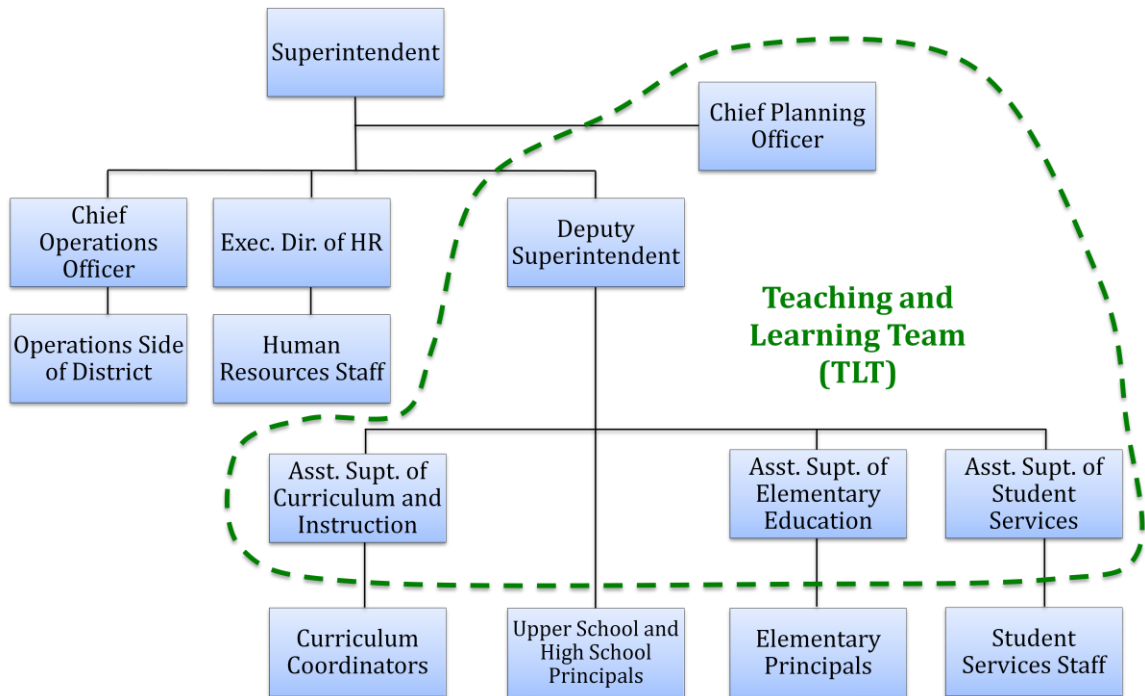 Superintendent
Chief Planning
Officer
Chief
Operations
Officer
Exec. Dir. of HR
Deputy
Superintendent
Operations Side
of District
Human
Resources Staff
Teaching and
Learning Team
(TLT)
Asst. Supt. of
Curriculum and
Instruction
Asst. Supt. of
Elementary
Education
Asst. Supt. of
Student
Services
Curriculum
Coordinators
Upper School and
High School
Principals
Elementary
Principals
Student
Services Staff